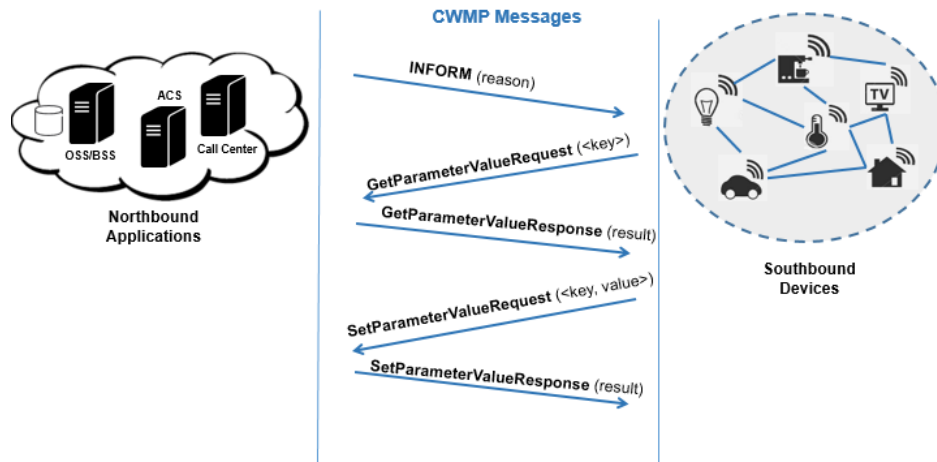 CWMP Messages
INFORM (reason)
GetParameterValueRequest (<key>)
GetParameterValueResponse (result)
SetParameterValueRequest (<key, value>)
SetParameterValueResponse (result)
ACS
OSS/BSS
Call Center
Northbound
Applications
TV
Southbound
Devices